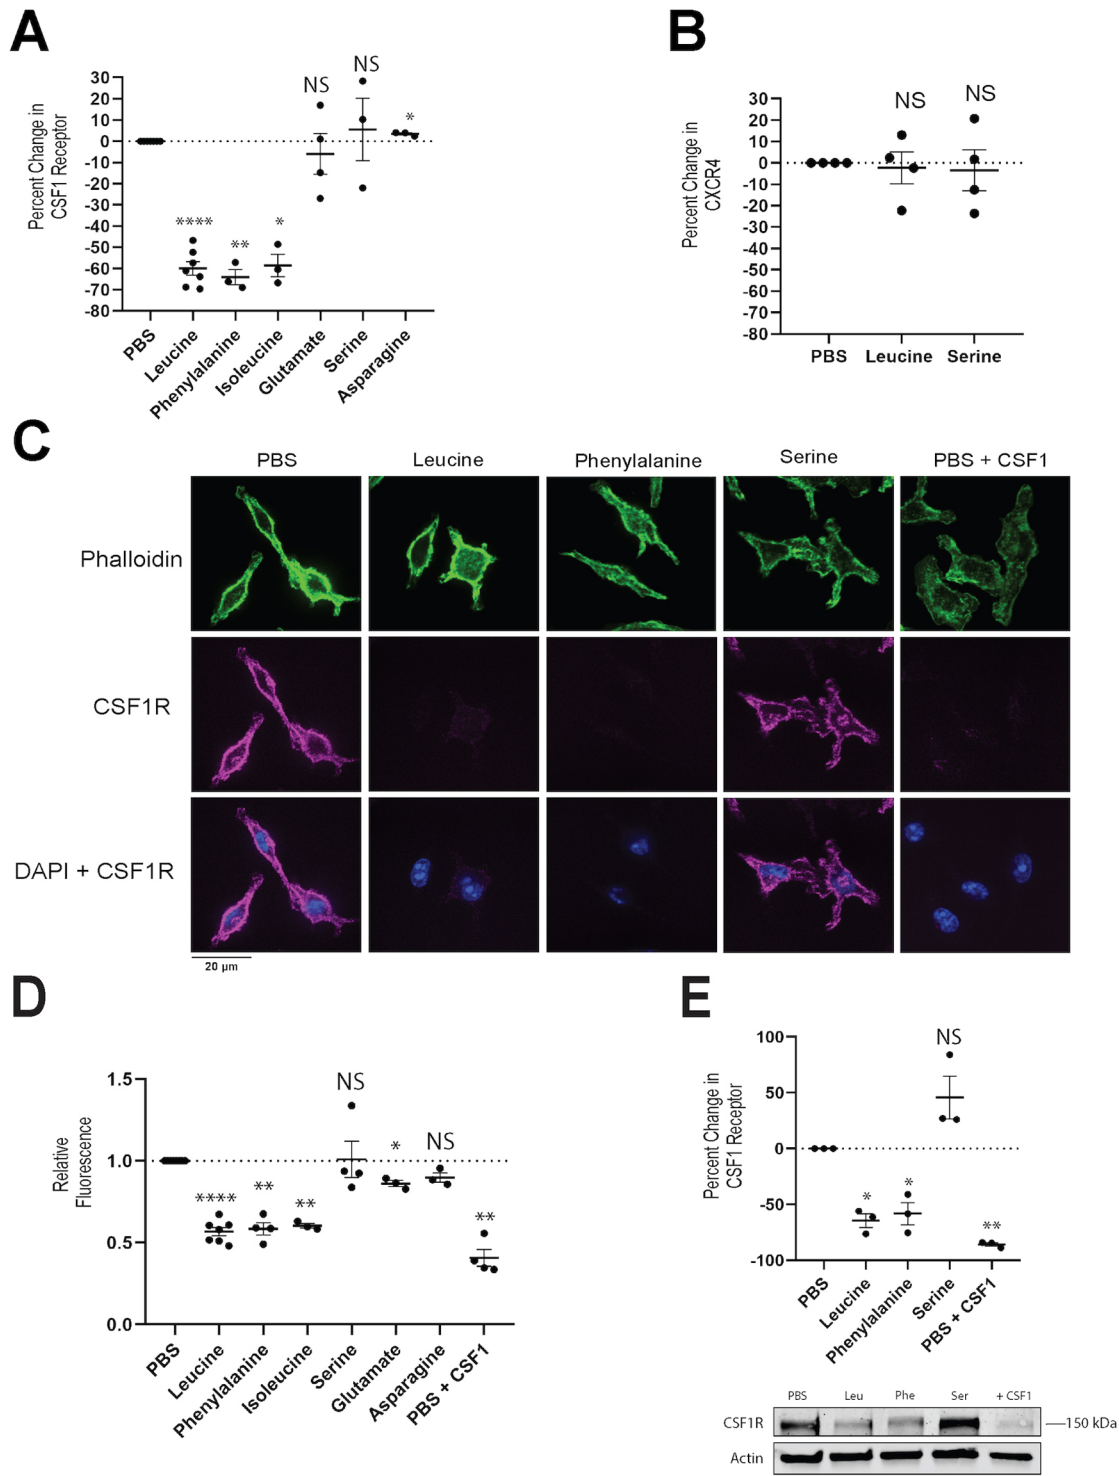 A
Percent Change in
CSF1 Receptor
30
20
10
0
-10
-20
-30
-40
-50
-60
-70
-80
****
**
*
NS
NS
*
PBS
Leucine
Phenylalanine
Isoleucine
Glutamate
Serine
Asparagine
B
Percent Change in
CXCR4
30
20
10
0
-10
-20
-30
-40
-50
-60
-70
-80
NS
NS
PBS
Leucine
Serine
C
PBS
Leucine
Phenylalanine
Serine
PBS + CSF1
Phalloidin
CSF1R
DAPI + CSF1R
20 µm
D
Relative
Fluorescence
1.5
1.0
0.5
0.0
****
**
**
NS
*
NS
**
PBS
Leucine
Phenylalanine
Isoleucine
Serine
Glutamate
Asparagine
PBS + CSF1
E
Percent Change in
CSF1 Receptor
100
50
0
-50
-100
*
*
NS
**
PBS
Leucine
Phenylalanine
Serine
PBS + CSF1
PBS
Leu
Phe
Ser
+ CSF1
CSF1R
150 kDa
Actin